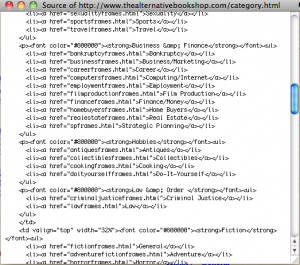 Source of http://www.thealternativebookshop.com/category.html
<li><a href="sexualityframes.html">Sexuality</a></li>
<li><a href="sportsframes.html">Sports</a></li>
<li><a href="travelframes.html">Travel</a></li>
</ul>
<p><font color="#800000"><strong>Business &amp; Finance</strong></font><ul>
<li><a href="bankruptcyframes.html">Bankruptcy</a></li>
<li><a href="businessframes.html">Business/Marketing</a></li>
<li><a href="careerframes.html">Career</a></li>
<li><a href="computersframes.html">Computing/Internet</a></li>
<li><a href="employmentframes.html">Employment</a></li>
<li><a href="filmproductionframes.html">Film Production</a></li>
<li><a href="financeframes.html">Finance/Money</a></li>
<li><a href="homebuyersframes.html">Home Buyers</a></li>
<li><a href="realestateframes.html">Real Estate</a></li>
<li><a href="spframes.html">Strategic Planning</a></li>
</ul>
<p><font color="#800000"><strong>Hobbies</strong></font><ul>
<li><a href="antiquesframes.html">Antiques</a></li>
<li><a href="collectiblesframes.html">Collectibles</a></li>
<li><a href="cookingframes.html">Cooking</a></li>
<li><a href="doityourselfframes.html">Do-It-Yourself</a></li>
</ul>
<p><font color="#800000"><strong>Law &amp; Order </strong></font><ul>
<li><a href="criminaljusticeframes.html">Criminal Justice</a></li>
<li><a href="lawframes.html">Law</a></li>
</ul>
</td>
<td valign="top" width="32%"><font color="#800000"><strong>Fiction</strong>
</font><ul>
<li><a href="fictionframes.html">General</a></li>
<li><a href="adventurefictionframes.html">Adventure</a></li>
<li><a href="horrorframes.html">Horror</a></li>